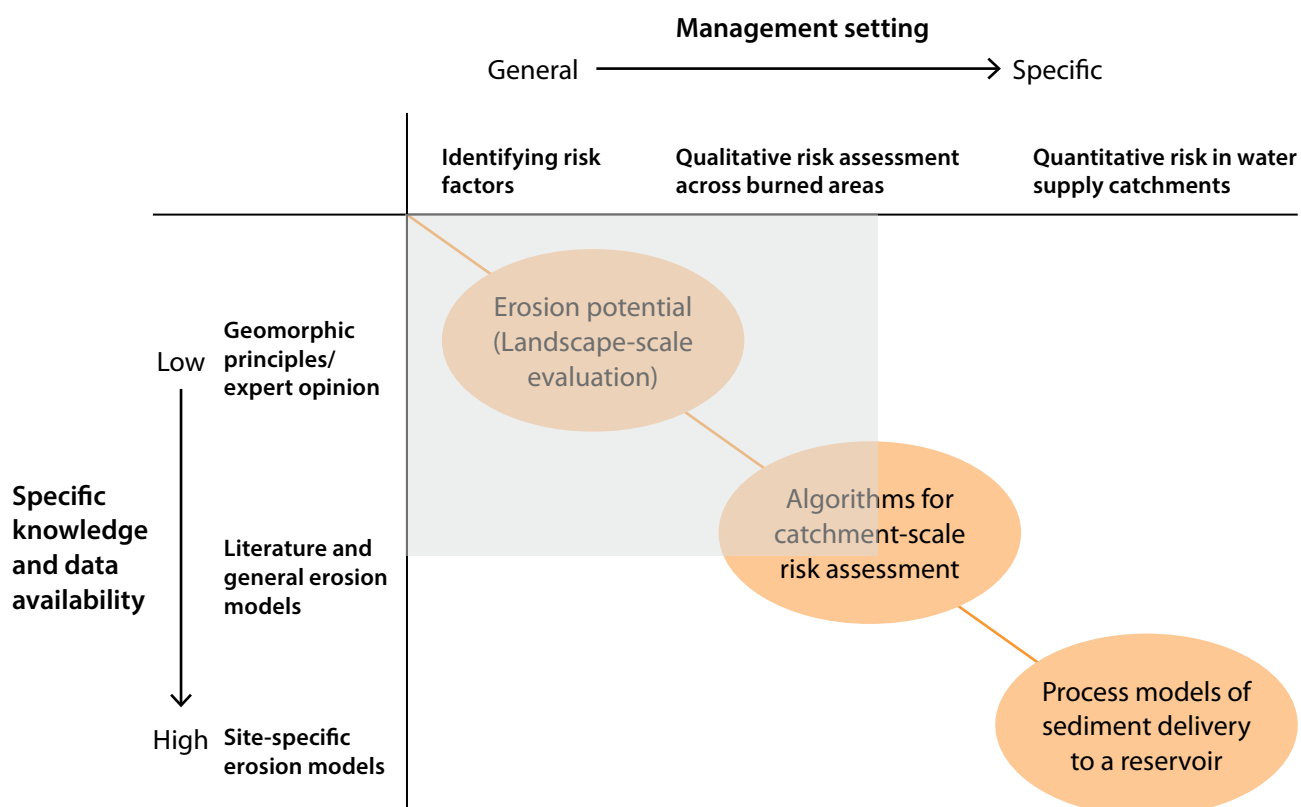 Management setting
General
Specific
Identifying risk
factors
Qualitative risk assessment
across burned areas
Quantitative risk in water
supply catchments
Specific
knowledge
and data
availability
Low
Geomorphic
principles/
expert opinion
Literature and
general erosion
models
High
Site-specific
erosion models
Erosion potential
(Landscape-scale
evaluation)
Algorithms for
catchment-scale
risk assessment
Process models of
sediment delivery
to a reservoir